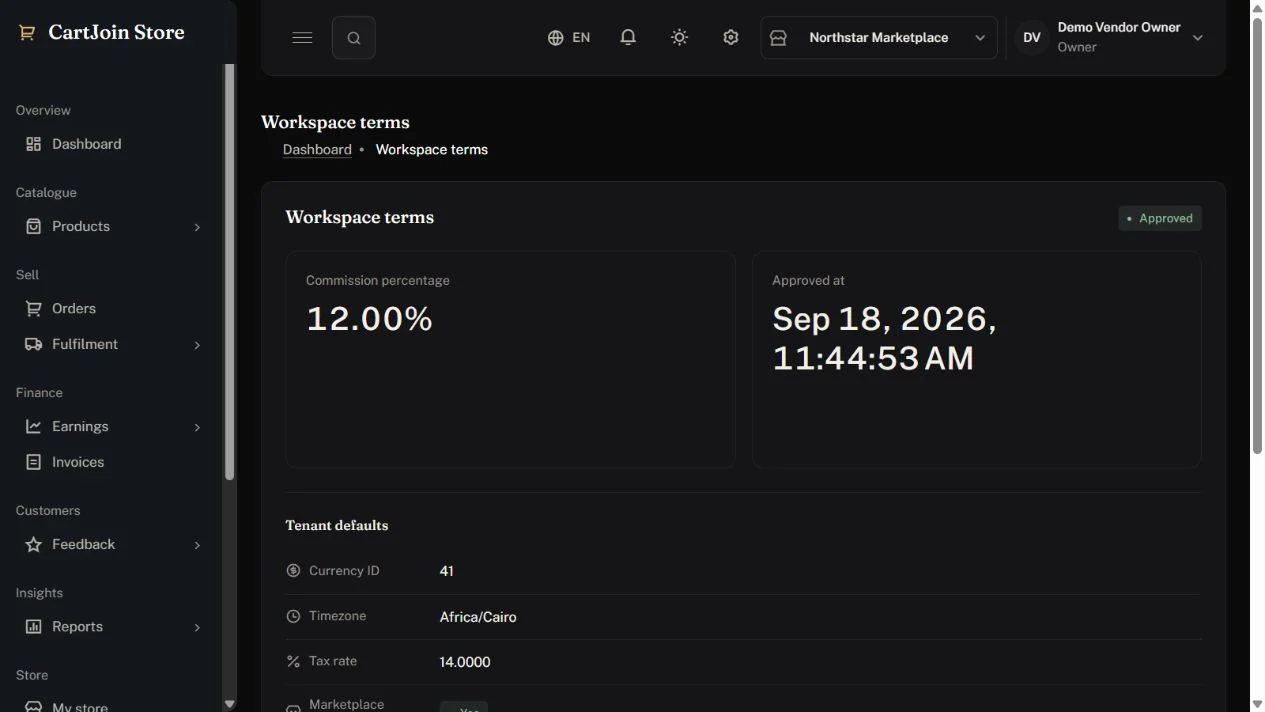 CartJoin Store
EN
Northstar Marketplace
DV
Demo Vendor Owner
Owner
Overview
Dashboard
Catalogue
Products
Sell
Orders
Fulfilment
Finance
Earnings
Invoices
Customers
Feedback
Insights
Reports
Store
My store
Workspace terms
Dashboard • Workspace terms
Workspace terms
• Approved
Commission percentage
12.00%
Approved at
Sep 18, 2026,
11:44:53 AM
Tenant defaults
Currency ID 41
Timezone Africa/Cairo
Tax rate 14.0000
Marketplace
Yes